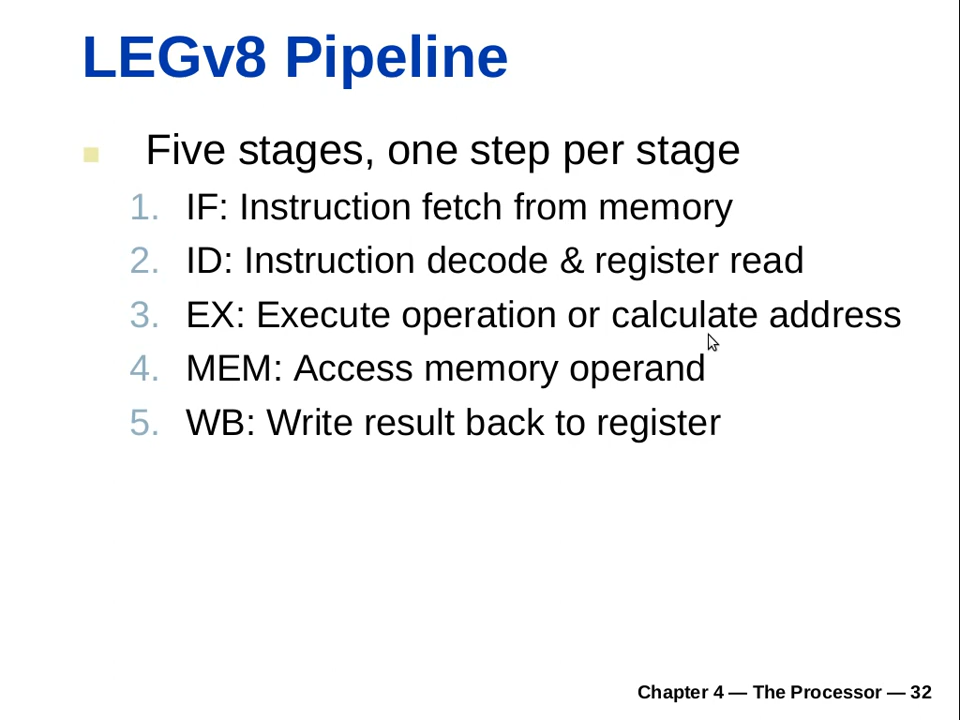 LEGv8 Pipeline
Five stages, one step per stage
1. IF: Instruction fetch from memory
2. ID: Instruction decode & register read
3. EX: Execute operation or calculate address
4. MEM: Access memory operand
5. WB: Write result back to register
Chapter 4 — The Processor — 32